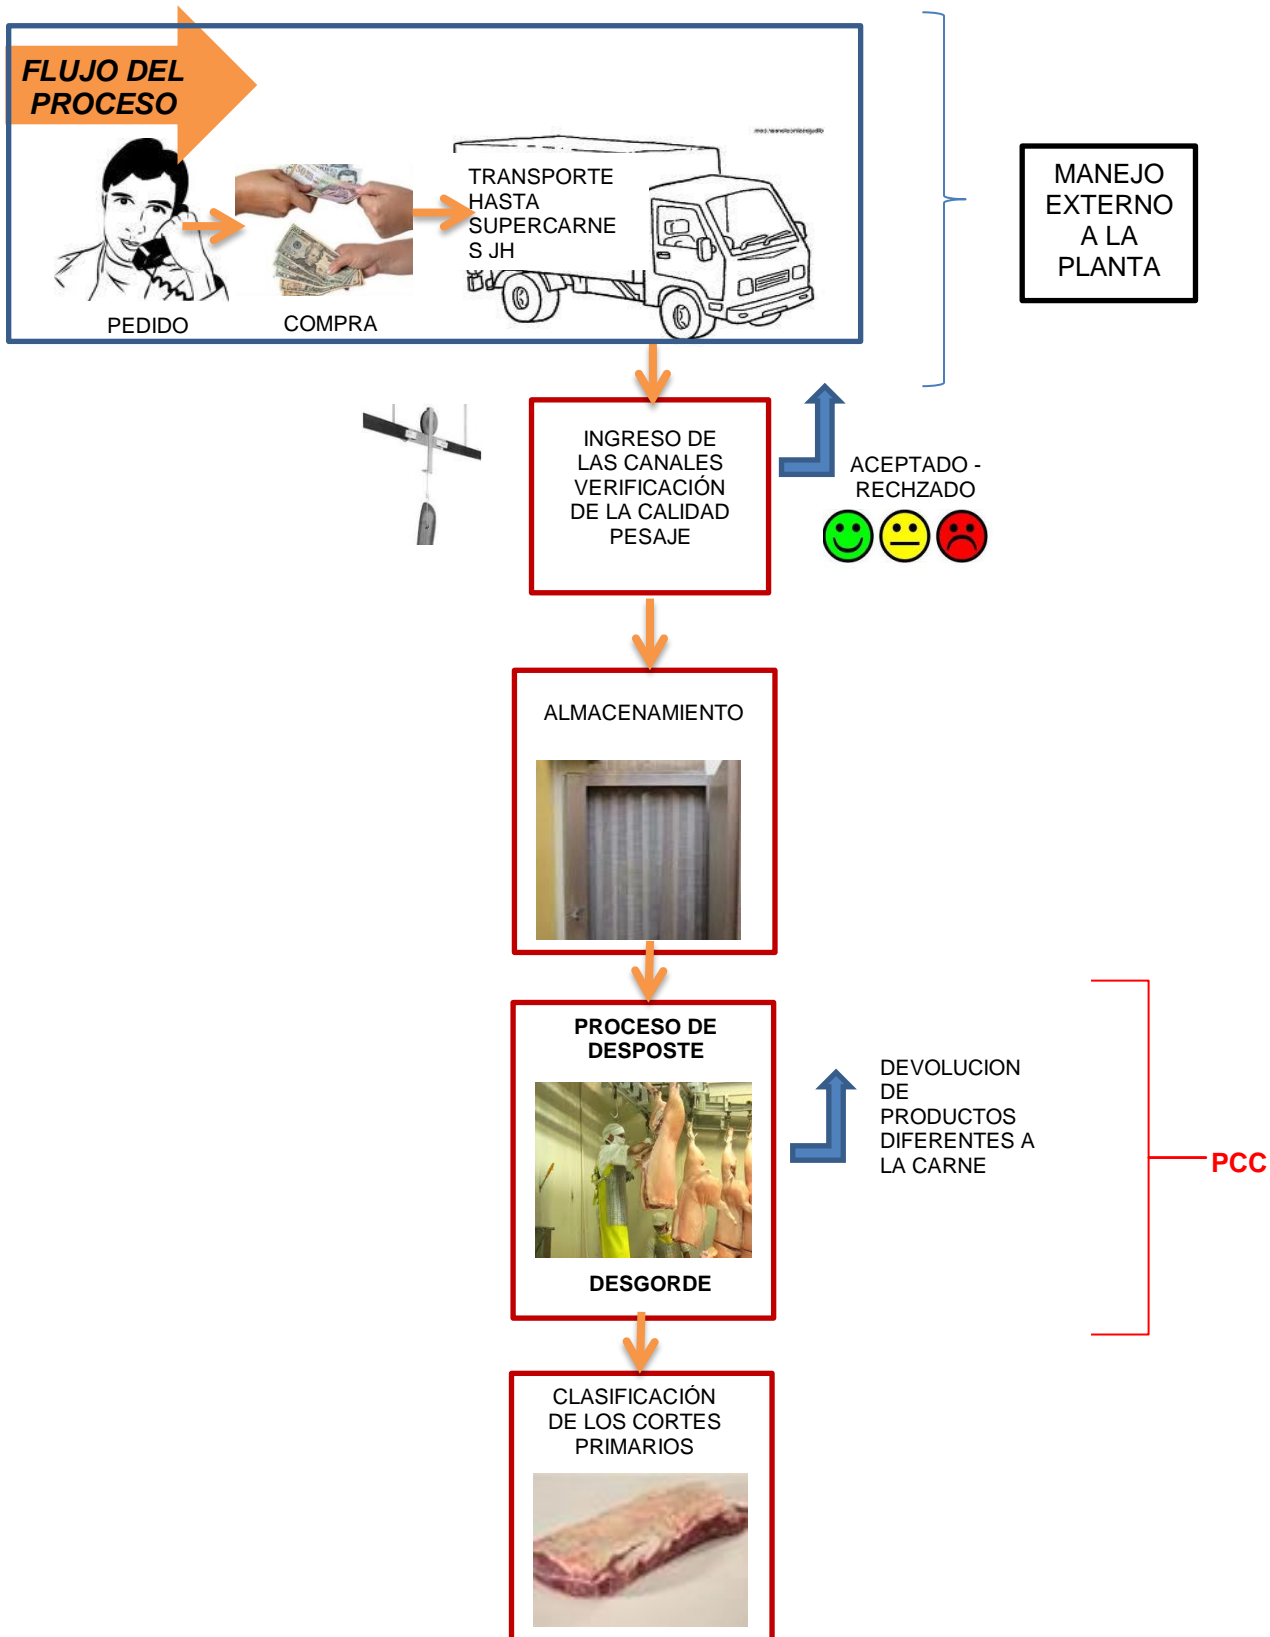 FLUJO DEL
PROCESO
TRANSPORTE
HASTA
SUPERCARNE
S JH
PEDIDO
COMPRA
MANEJO
EXTERNO
A LA
PLANTA
INGRESO DE
LAS CANALES
VERIFICACIÓN
DE LA CALIDAD
PESAJE
ACEPTADO -
RECHZADO
ALMACENAMIENTO
PROCESO DE
DESPOSTE
DESGORDE
DEVOLUCION
DE
PRODUCTOS
DIFERENTES A
LA CARNE
PCC
CLASIFICACIÓN
DE LOS CORTES
PRIMARIOS